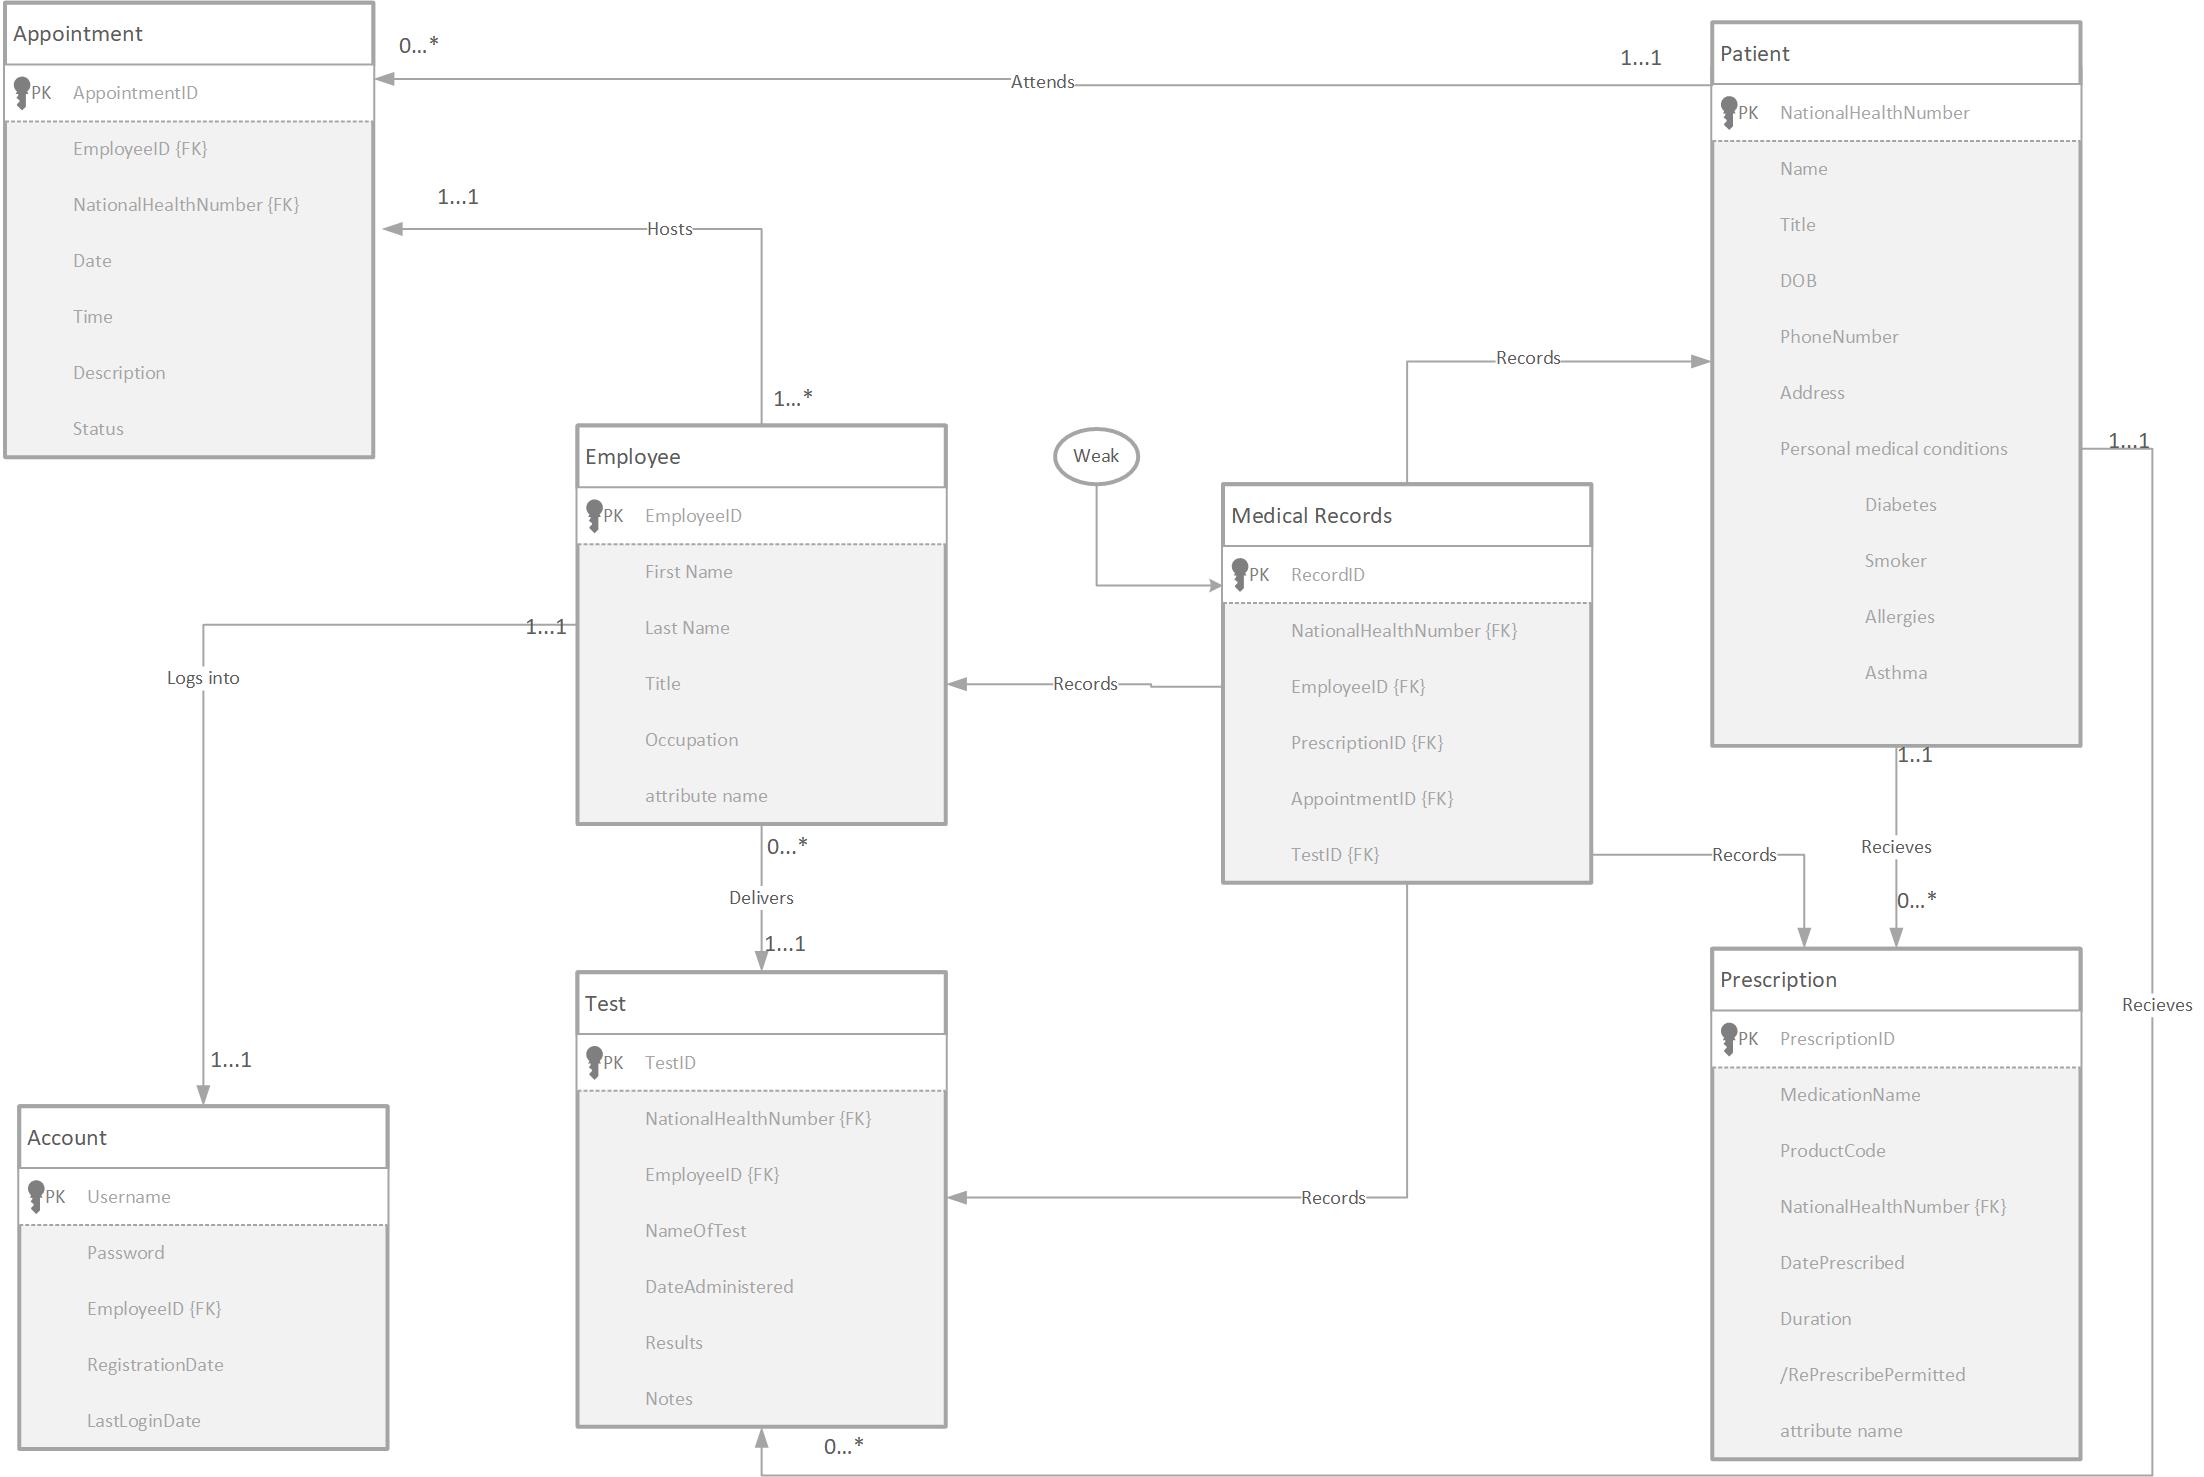 Appointment
PK AppointmentID
EmployeeID {FK}
NationalHealthNumber {FK}
Date
Time
Description
Status
0...*
Attends
1...1
Patient
PK NationalHealthNumber
Name
Title
DOB
PhoneNumber
Address
Personal medical conditions
Diabetes
Smoker
Allergies
Asthma
1...1
Hosts
1...*
Employee
PK EmployeeID
First Name
Last Name
Title
Occupation
attribute name
Weak
Medical Records
PK RecordID
NationalHealthNumber {FK}
EmployeeID {FK}
PrescriptionID {FK}
AppointmentID {FK}
TestID {FK}
Records
Records
Records
Records
1...1
Logs into
1...1
0...*
Delivers
1...1
1...1
Recieves
0...*
1..1
Recieves
0...*
Account
PK Username
Password
EmployeeID {FK}
RegistrationDate
LastLoginDate
Test
PK TestID
NationalHealthNumber {FK}
EmployeeID {FK}
NameOfTest
DateAdministered
Results
Notes
Prescription
PK PrescriptionID
MedicationName
ProductCode
NationalHealthNumber {FK}
DatePrescribed
Duration
/RePrescribePermitted
attribute name